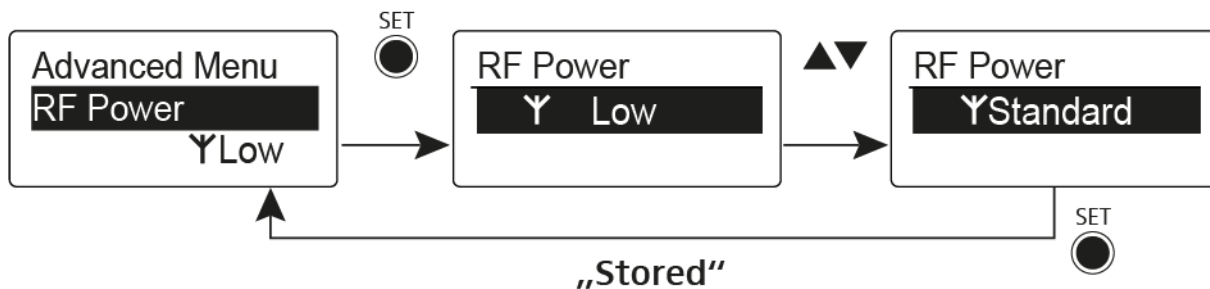 Advanced Menu
RF Power
Low
SET
RF Power
Low
RF Power
Standard
SET
„Stored“